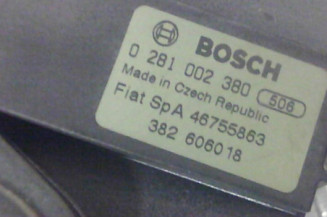 BOSCH
0 281 002 380 506
Made in Czech Republic
Fiat SpA 46755863
382 606018